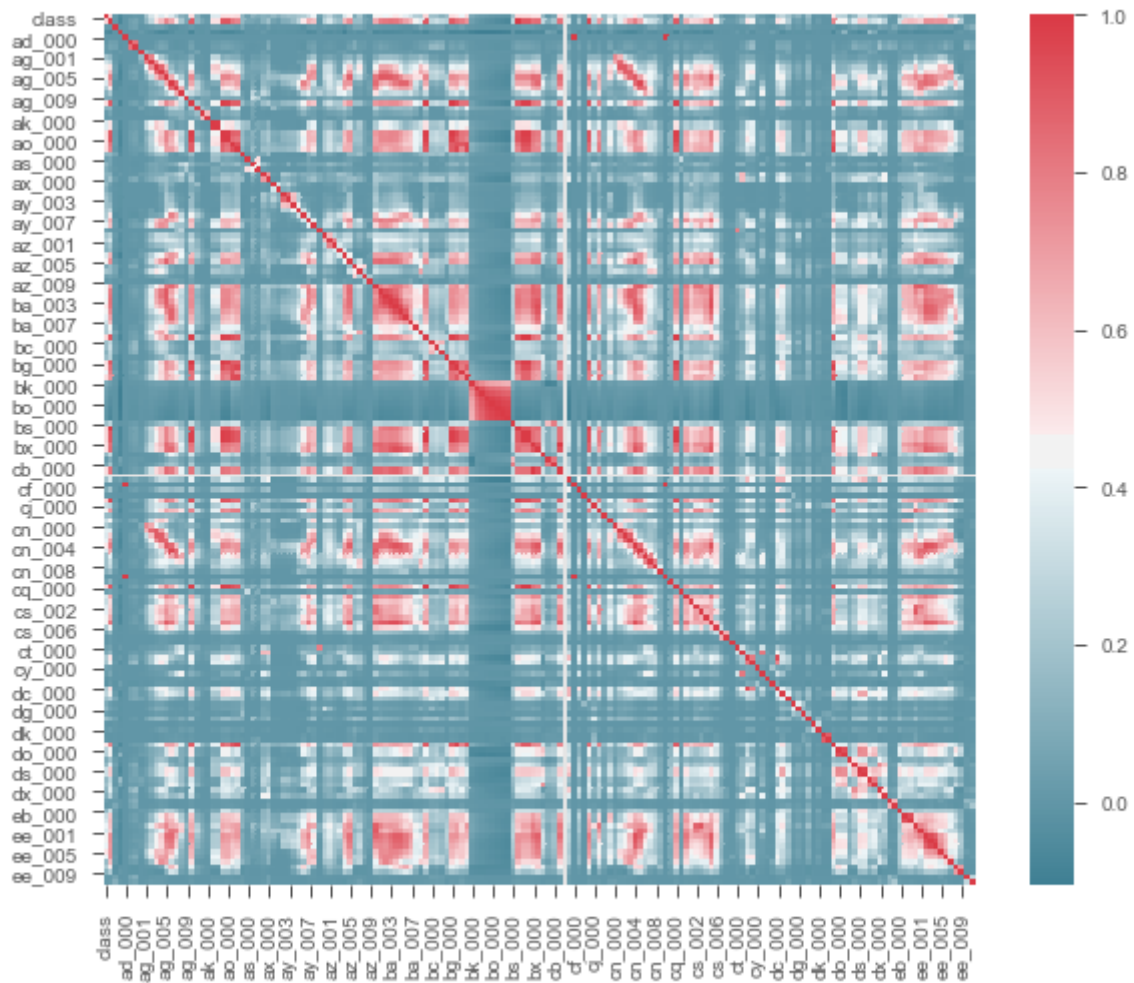 class
ad_000
ag_001
ag_005
ag_009
ak_000
ao_000
as_000
ax_000
ay_003
ay_007
az_001
az_005
az_009
ba_003
ba_007
bc_000
bg_000
bk_000
bo_000
bs_000
bx_000
cb_000
cf_000
cj_000
cn_000
cn_004
cn_008
cq_000
cs_002
cs_006
ct_000
cy_000
dc_000
dg_000
dk_000
do_000
ds_000
dx_000
eb_000
ee_001
ee_005
ee_009
1.0
0.8
0.6
0.4
0.2
0.0
class
ad_000
ag_001
ag_005
ag_009
ak_000
ao_000
as_000
ax_000
ay_003
ay_007
az_001
az_005
az_009
ba_003
ba_007
bc_000
bg_000
bk_000
bo_000
bs_000
bx_000
cb_000
cf_000
cj_000
cn_000
cn_004
cn_008
cq_000
cs_002
cs_006
ct_000
cy_000
dc_000
dg_000
dk_000
do_000
ds_000
dx_000
eb_000
ee_001
ee_005
ee_009